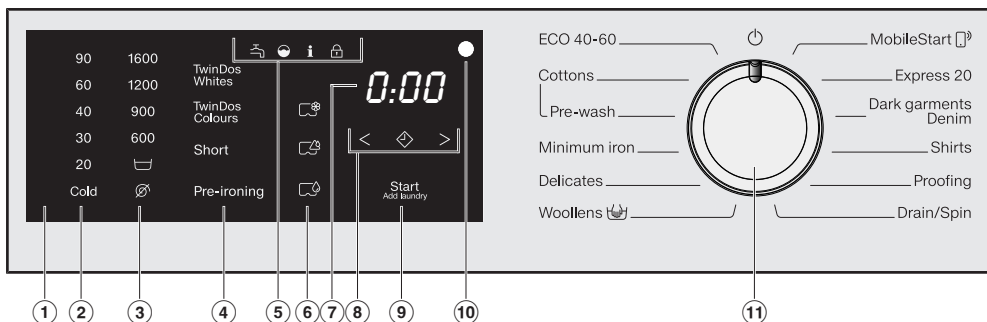 90 1600
60 1200
40 900
30 600
20
Cold
TwinDos
Whites
TwinDos
Colours
Short
Pre-ironing
i
0:00
< >
Start
Add laundry
ECO 40-60
Cottons
Pre-wash
Minimum iron
Delicates
Woollens
MobileStart
Express 20
Dark garments
Denim
Shirts
Proofing
Drain/Spin
1 2 3 4 5 6 7 8 9 10 11